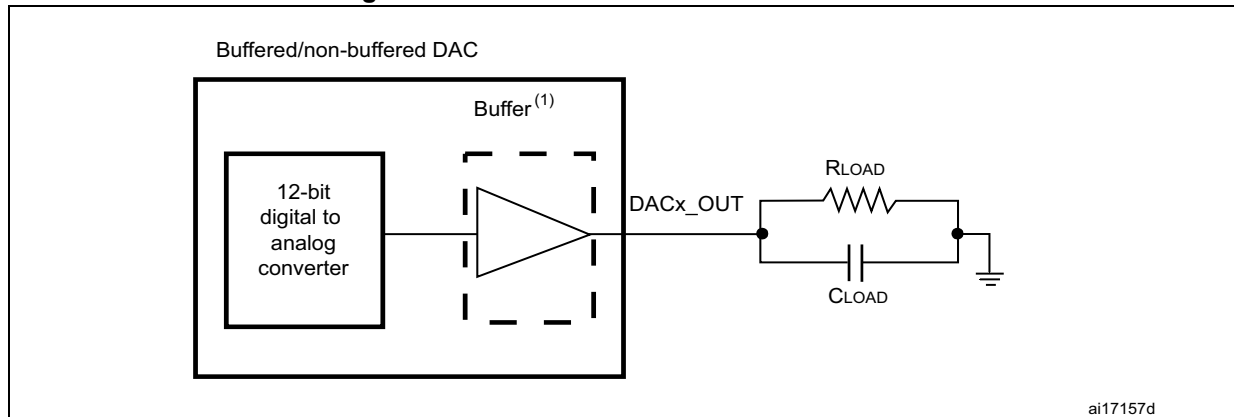 Buffered/non-buffered DAC
Buffer (1)
12-bit
digital to
analog
converter
DACx_OUT
RLOAD
CLOAD
ai17157d